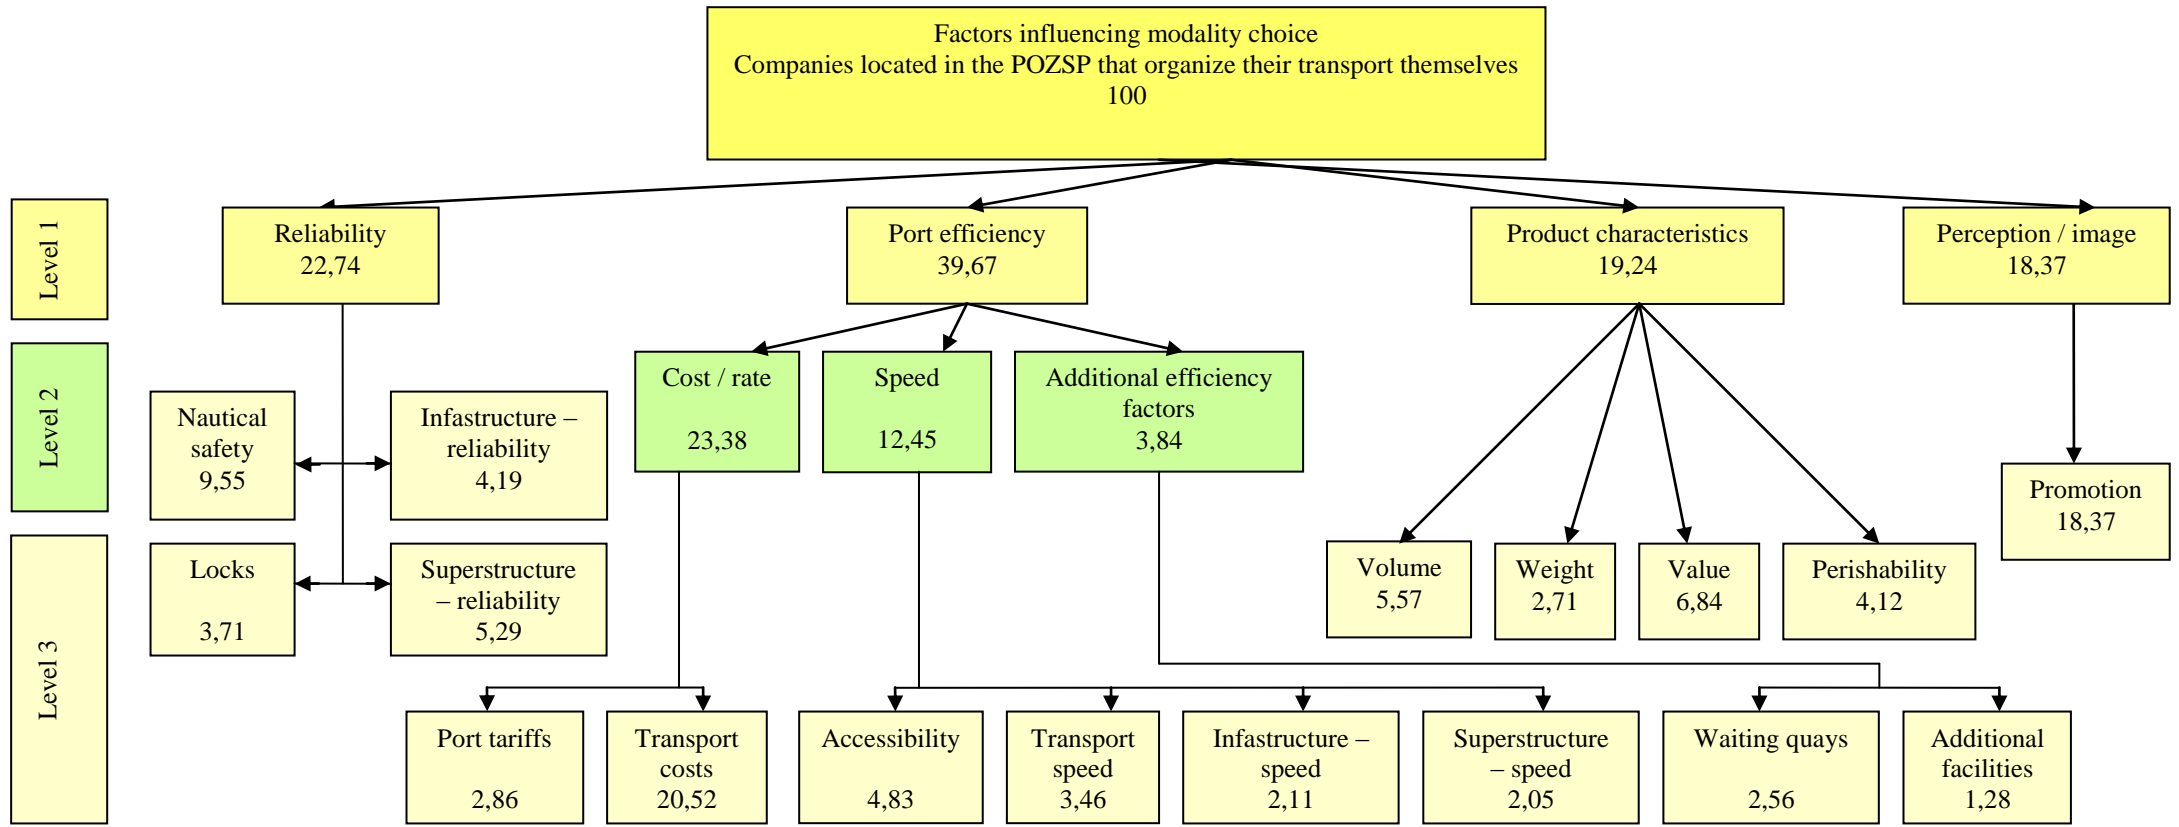 Factors influencing modality choice
Companies located in the POZSP that organize their transport themselves
100
Level 1
Reliability
22,74
Port efficiency
39,67
Product characteristics
19,24
Perception / image
18,37
Level 2
Cost / rate
23,38
Speed
12,45
Additional efficiency
factors
3,84
Nautical
safety
9,55
Infastructure –
reliability
4,19
Promotion
18,37
Level 3
Locks
3,71
Superstructure
– reliability
5,29
Volume
5,57
Weight
2,71
Value
6,84
Perishability
4,12
Port tariffs
2,86
Transport
costs
20,52
Accessibility
4,83
Transport
speed
3,46
Infastructure –
speed
2,11
Superstructure
– speed
2,05
Waiting quays
2,56
Additional
facilities
1,28